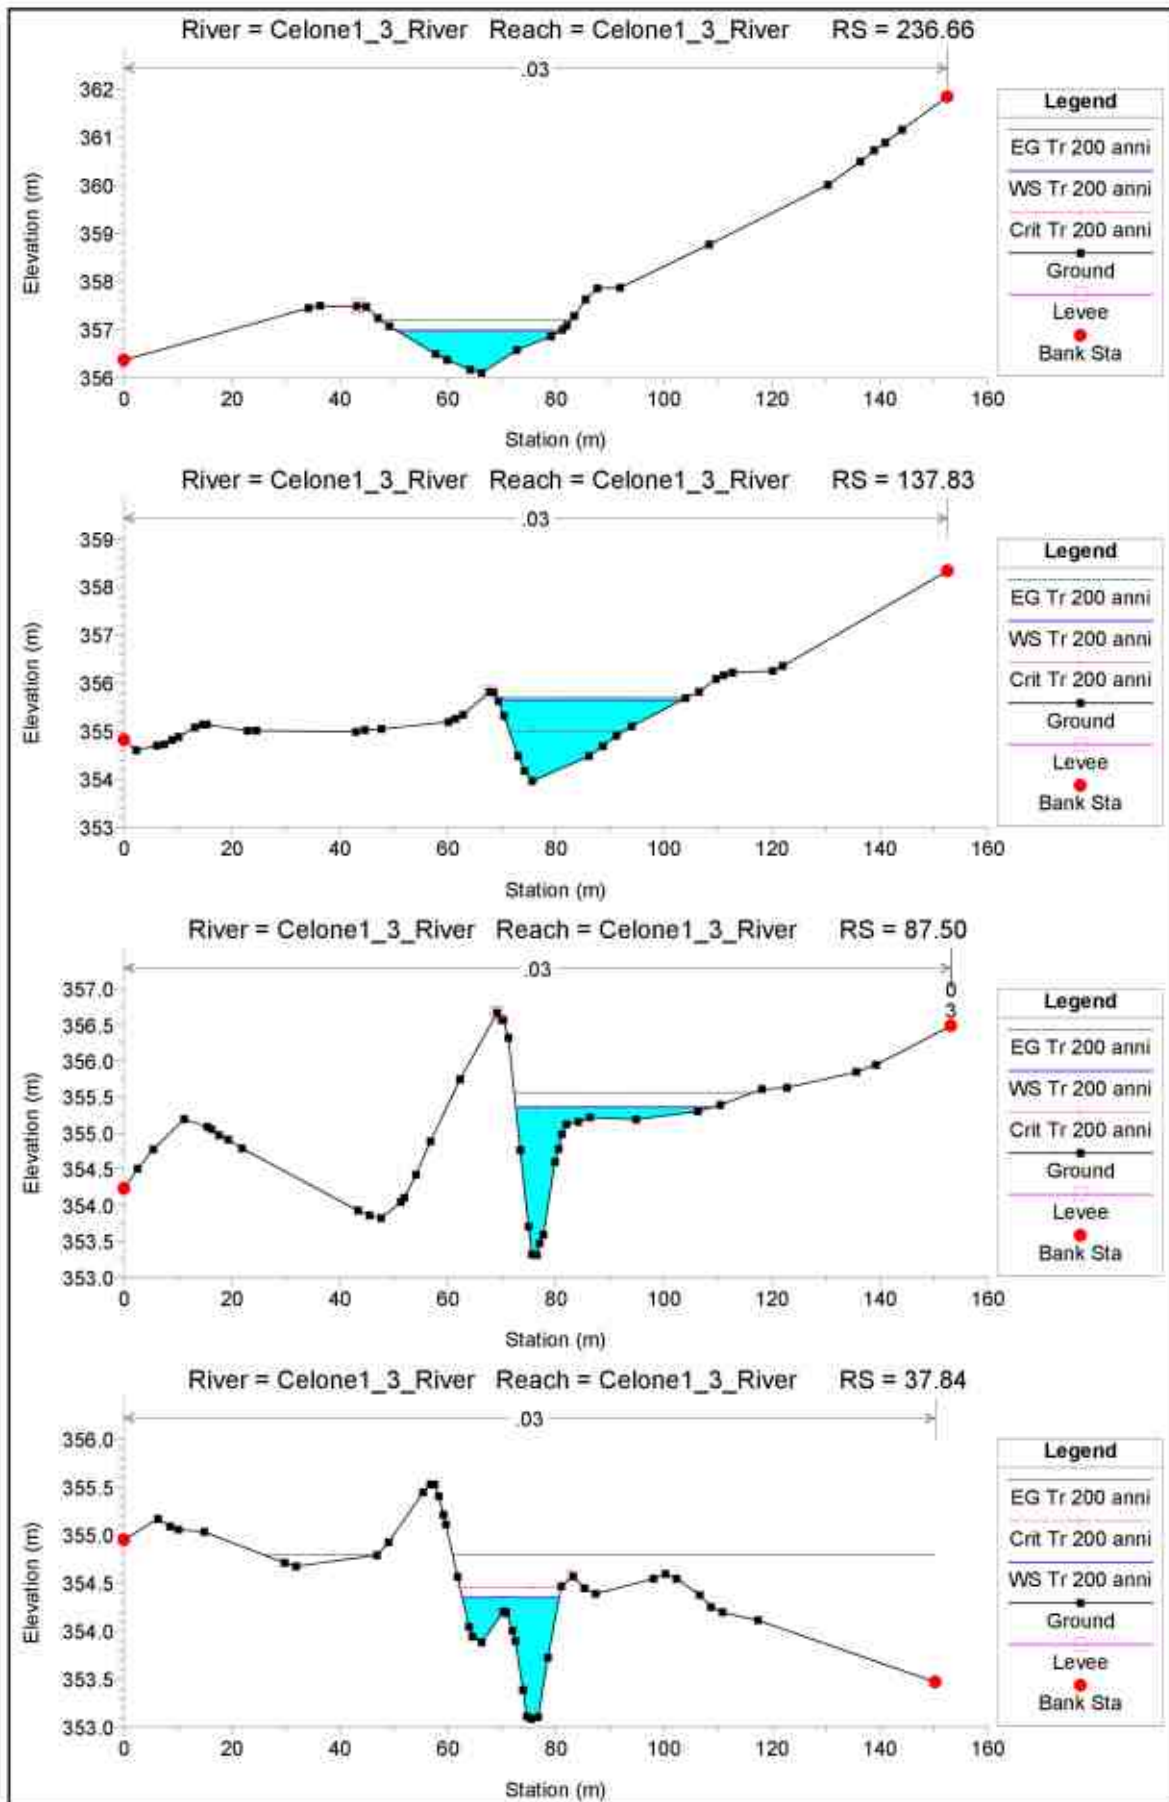 River = Celone1_3_River Reach = Celone1_3_River RS = 236.66
.03
362
361
360
359
358
357
356
Elevation (m)
0 20 40 60 80 100 120 140 160
Station (m)
Legend
EG Tr 200 anni
WS Tr 200 anni
Crit Tr 200 anni
Ground
Levee
Bank Sta
River = Celone1_3_River Reach = Celone1_3_River RS = 137.83
.03
359
358
357
356
355
354
353
Elevation (m)
0 20 40 60 80 100 120 140 160
Station (m)
Legend
EG Tr 200 anni
WS Tr 200 anni
Crit Tr 200 anni
Ground
Levee
Bank Sta
River = Celone1_3_River Reach = Celone1_3_River RS = 87.50
.03
0
3
357.0
356.5
356.0
355.5
355.0
354.5
354.0
353.5
353.0
Elevation (m)
0 20 40 60 80 100 120 140 160
Station (m)
Legend
EG Tr 200 anni
WS Tr 200 anni
Crit Tr 200 anni
Ground
Levee
Bank Sta
River = Celone1_3_River Reach = Celone1_3_River RS = 37.84
.03
356.0
355.5
355.0
354.5
354.0
353.5
353.0
Elevation (m)
0 20 40 60 80 100 120 140 160
Station (m)
Legend
EG Tr 200 anni
Crit Tr 200 anni
WS Tr 200 anni
Ground
Levee
Bank Sta